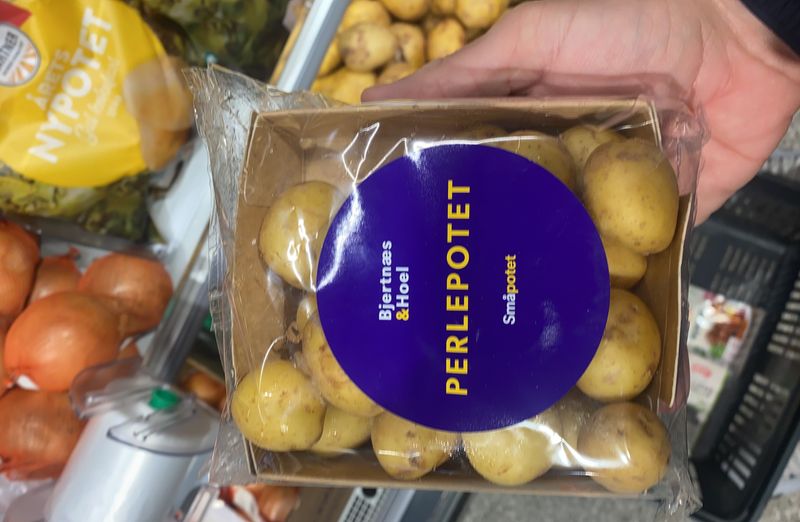 Bjertnæs
&Hoel
PERLEPOTET
Småpotet
ÅRETS
NYPOTET